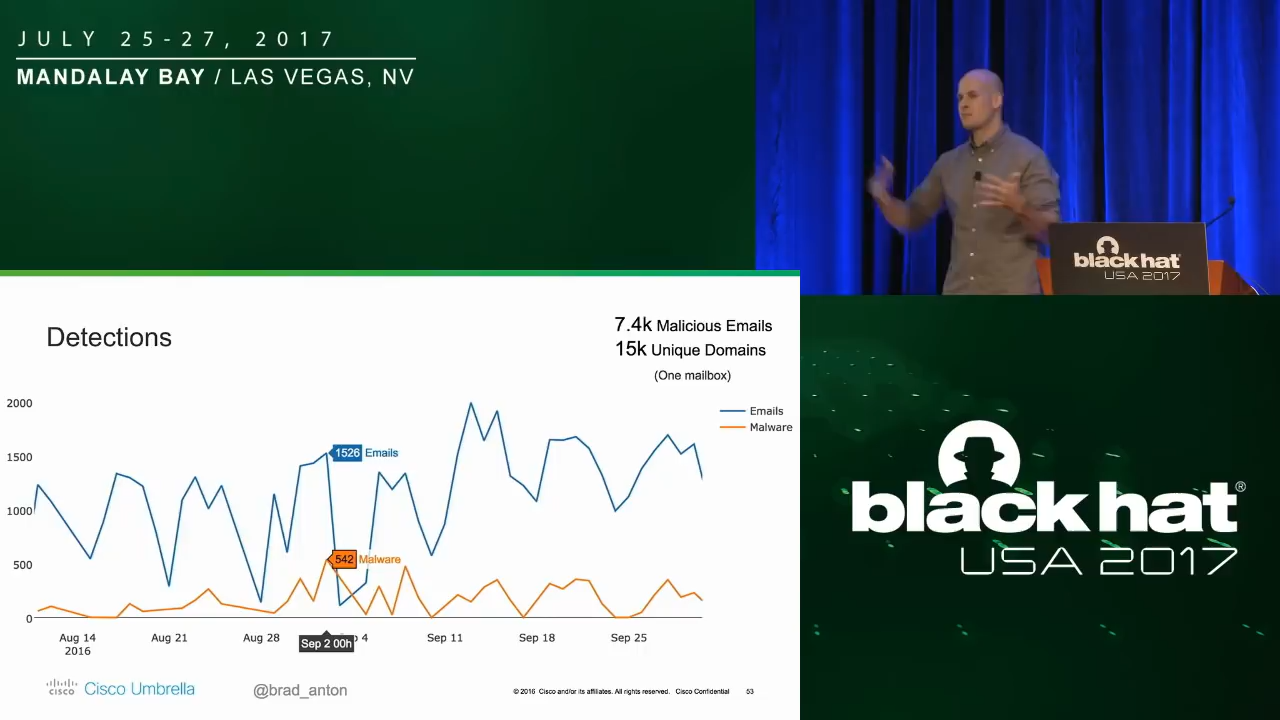 JULY 25-27, 2017
MANDALAY BAY / LAS VEGAS, NV
black hat
USA 2017
Detections
7.4k Malicious Emails
15k Unique Domains
(One mailbox)
Emails
Malware
2000
1500
1000
500
0
1526 Emails
542 Malware
Aug 14
2016
Aug 21
Aug 28
Sep 2 00h
p 4
Sep 11
Sep 18
Sep 25
cisco Cisco Umbrella
@brad_anton
© 2016 Cisco and/or its affiliates. All rights reserved. Cisco Confidential 53
black hat®
USA 2017